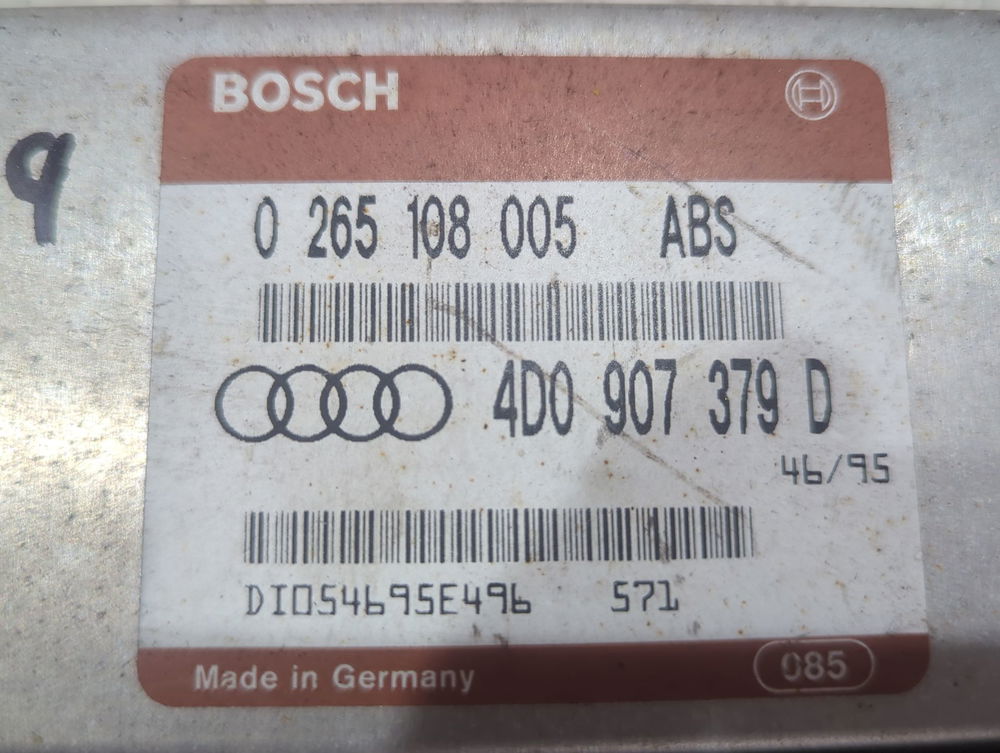 BOSCH
9
0 265 108 005 ABS
4D0 907 379 D
46/95
DI054695E496 571
Made in Germany 085